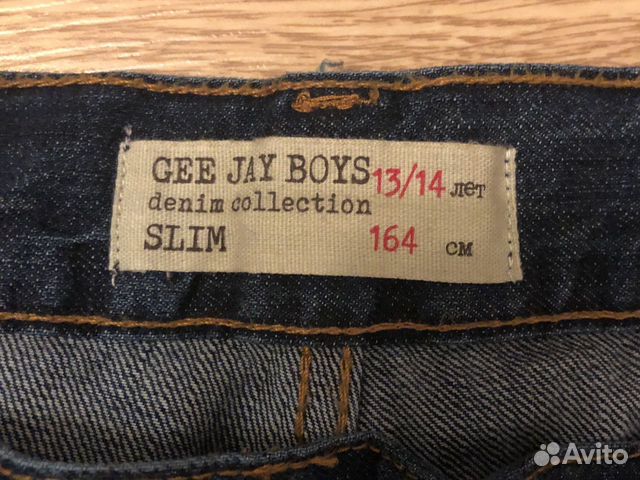 GEE JAY BOYS 13/14 лет
denim collection
SLIM 164 см
Avito